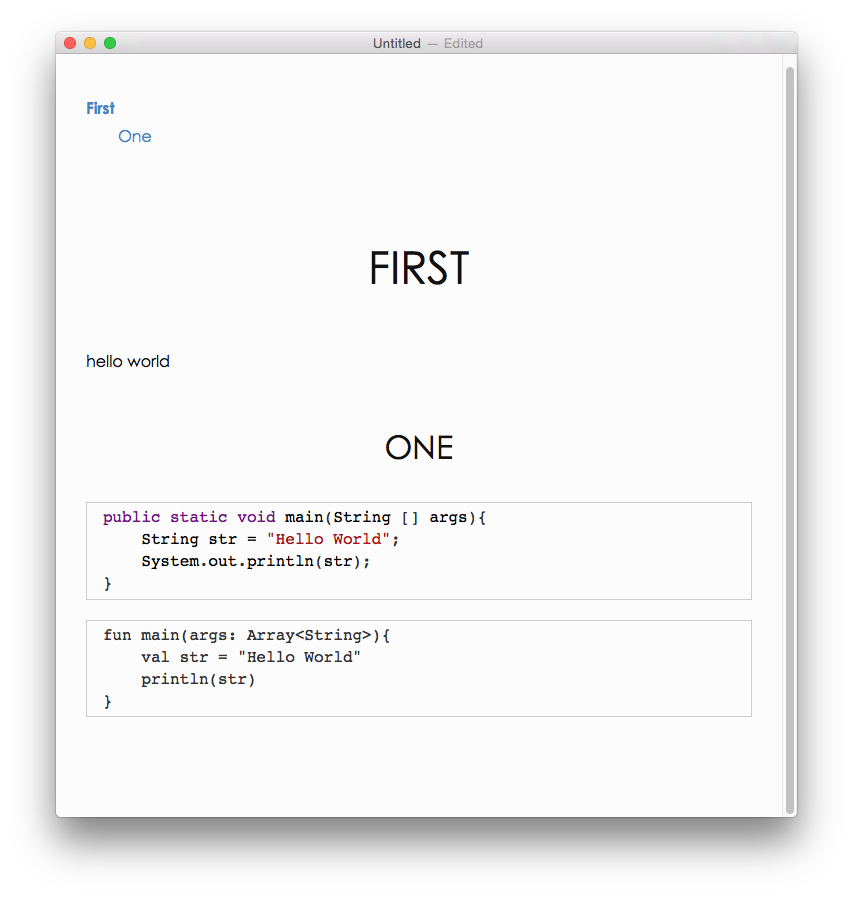 Untitled — Edited
First
One
FIRST
hello world
ONE
public static void main(String [] args){
    String str = "Hello World";
    System.out.println(str);
}
fun main(args: Array<String>){
    val str = "Hello World"
    println(str)
}